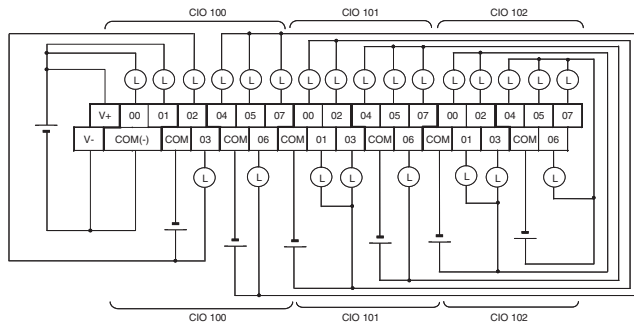 CIO 100 CIO 101 CIO 102
L L L L L L L L L L L L L L L L
V+ 00 01 02 04 05 07 00 02 04 05 07 00 02 04 05 07
V- COM(-) COM 03 COM 06 COM 01 03 COM 06 COM 01 03 COM 06
L L L L L L L L
CIO 100 CIO 101 CIO 102